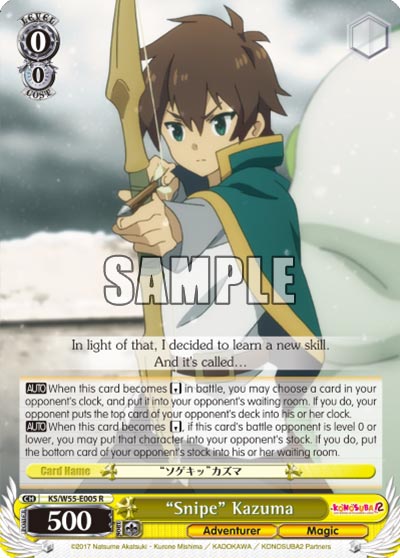 LEVEL
0
0
COST
SAMPLE
In light of that, I decided to learn a new skill.
And it's called…
AUTO When this card becomes [ ] in battle, you may choose a card in your
opponent's clock, and put it into your opponent's waiting room. If you do, your
opponent puts the top card of your opponent's deck into his or her clock.
AUTO When this card becomes [ ], if this card's battle opponent is level 0 or
lower, you may put that character into your opponent's stock. If you do, put
the bottom card of your opponent's stock into his or her waiting room.
Card Name
“ソゲキッ”カズマ
CH KS/W55-E005 R
KONOSUBA 2
POWER 500 SOUL
“Snipe” Kazuma
Adventurer Magic
©2017 Natsume Akatsuki・Kurone Mishima / KADOKAWA / KONOSUBA2 Partners